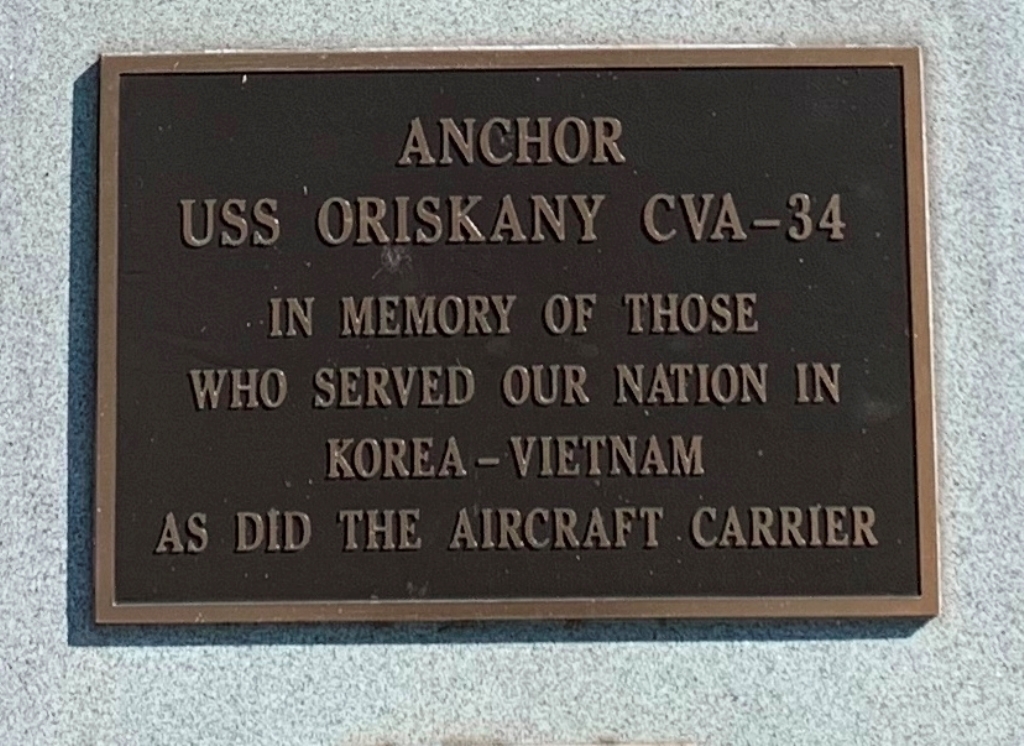 ANCHOR
USS ORISKANY CVA-34
IN MEMORY OF THOSE
WHO SERVED OUR NATION IN
KOREA-VIETNAM
AS DID THE AIRCRAFT CARRIER